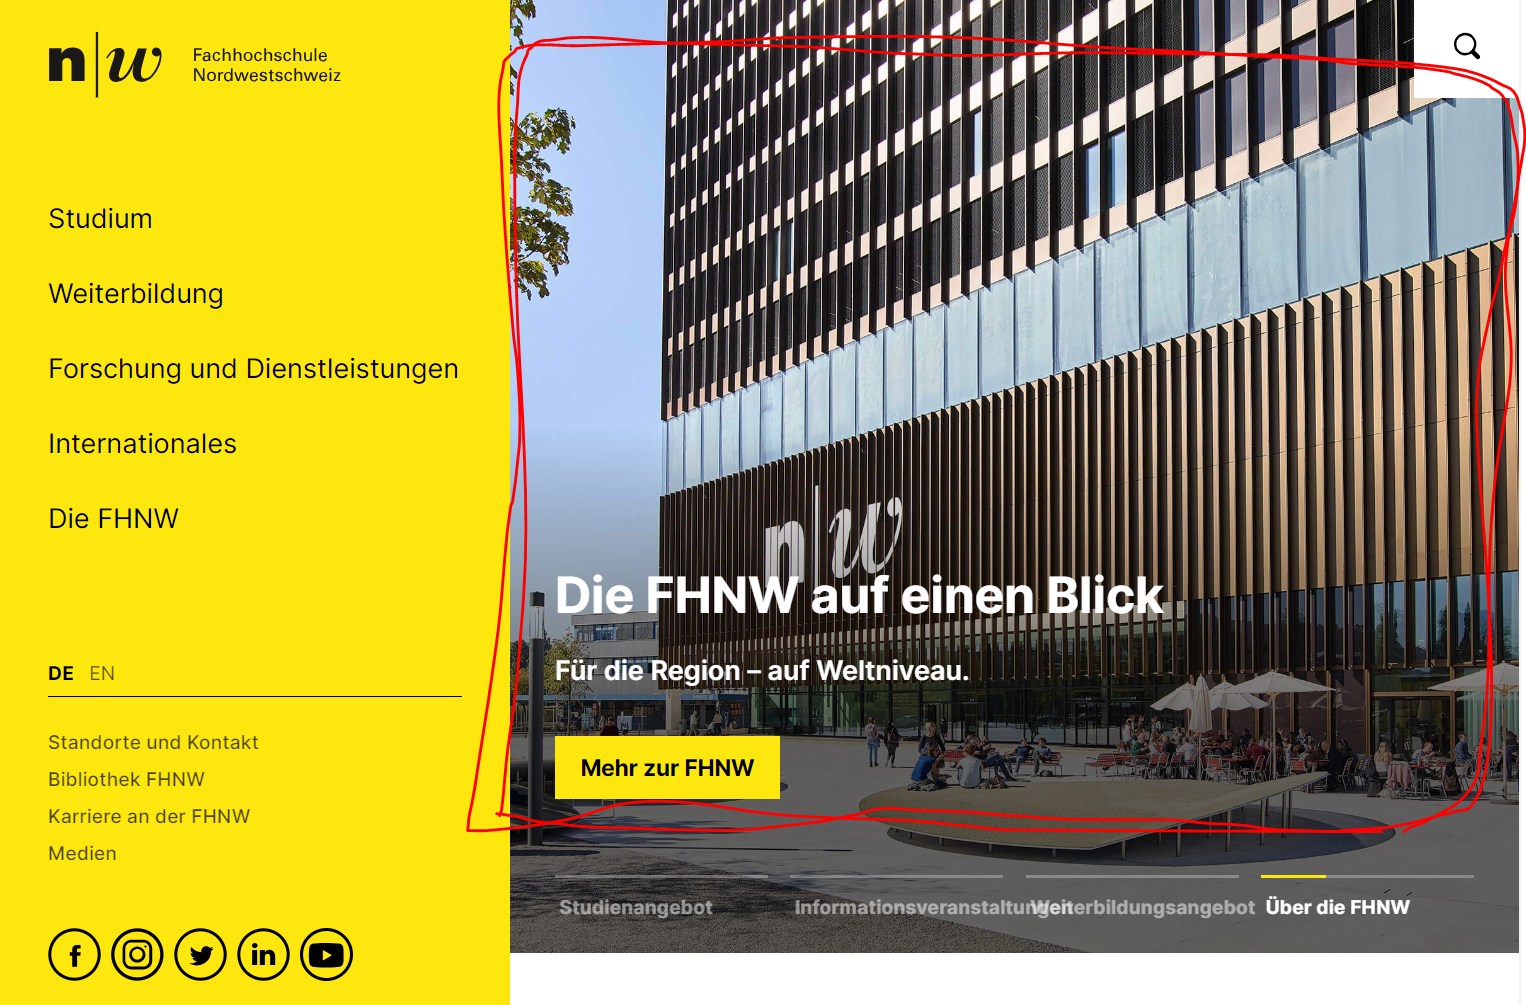 n|w Fachhochschule
Nordwestschweiz
Studium
Weiterbildung
Forschung und Dienstleistungen
Internationales
Die FHNW
DE EN
Standorte und Kontakt
Bibliothek FHNW
Karriere an der FHNW
Medien
f
in
n|w
Die FHNW auf einen Blick
Für die Region – auf Weltniveau.
Mehr zur FHNW
Studienangebot
Informationsveranstaltungen
Weiterbildungsangebot
Über die FHNW